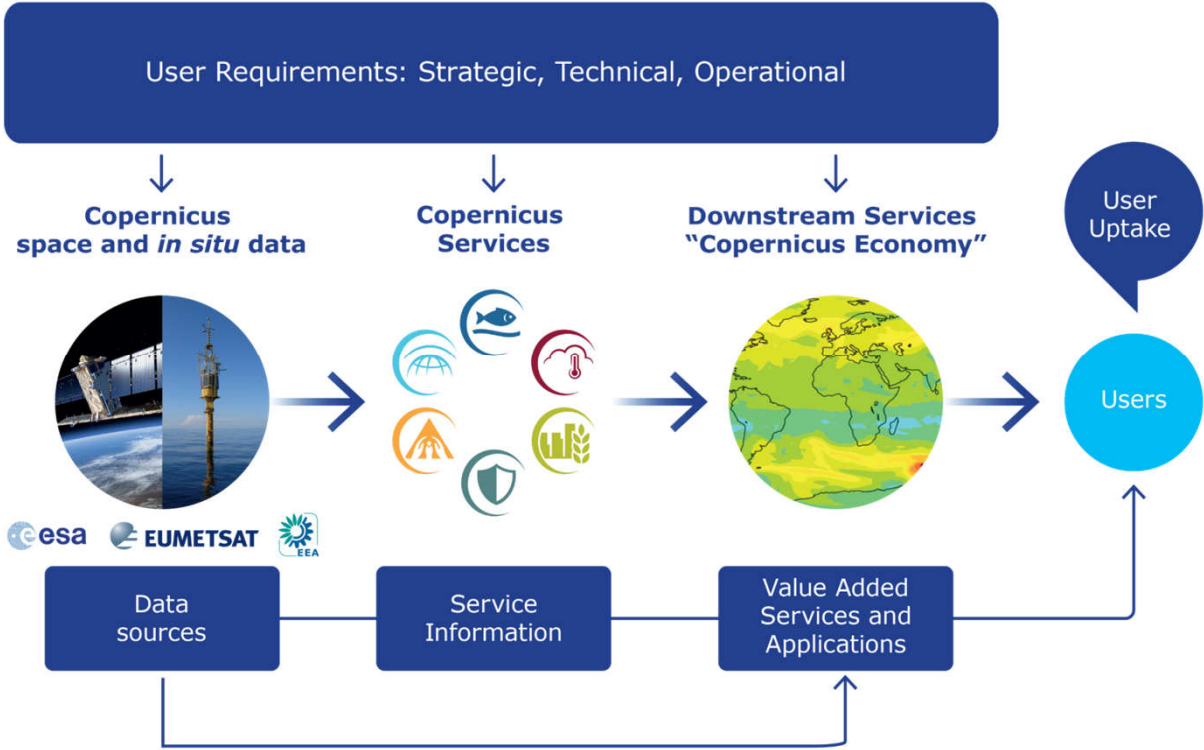 User Requirements: Strategic, Technical, Operational
Copernicus
space and in situ data
Copernicus
Services
Downstream Services
“Copernicus Economy”
User
Uptake
Users
esa
EUMETSAT
EEA
Data
sources
Service
Information
Value Added
Services and
Applications